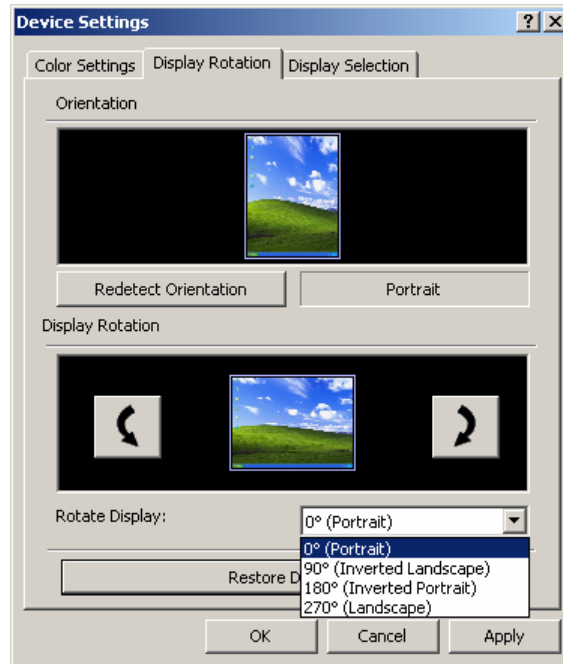 Device Settings
Color Settings Display Rotation Display Selection
Orientation
Redetect Orientation Portrait
Display Rotation
Rotate Display: 0° (Portrait)
0° (Portrait)
90° (Inverted Landscape)
180° (Inverted Portrait)
270° (Landscape)
Restore D
OK Cancel Apply